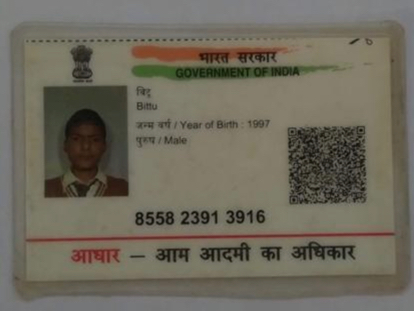 भारत सरकार
GOVERNMENT OF INDIA
बिटू
Bittu
जन्म वर्ष / Year of Birth : 1997
पुरुष / Male
8558 2391 3916
आधार — आम आदमी का अधिकार